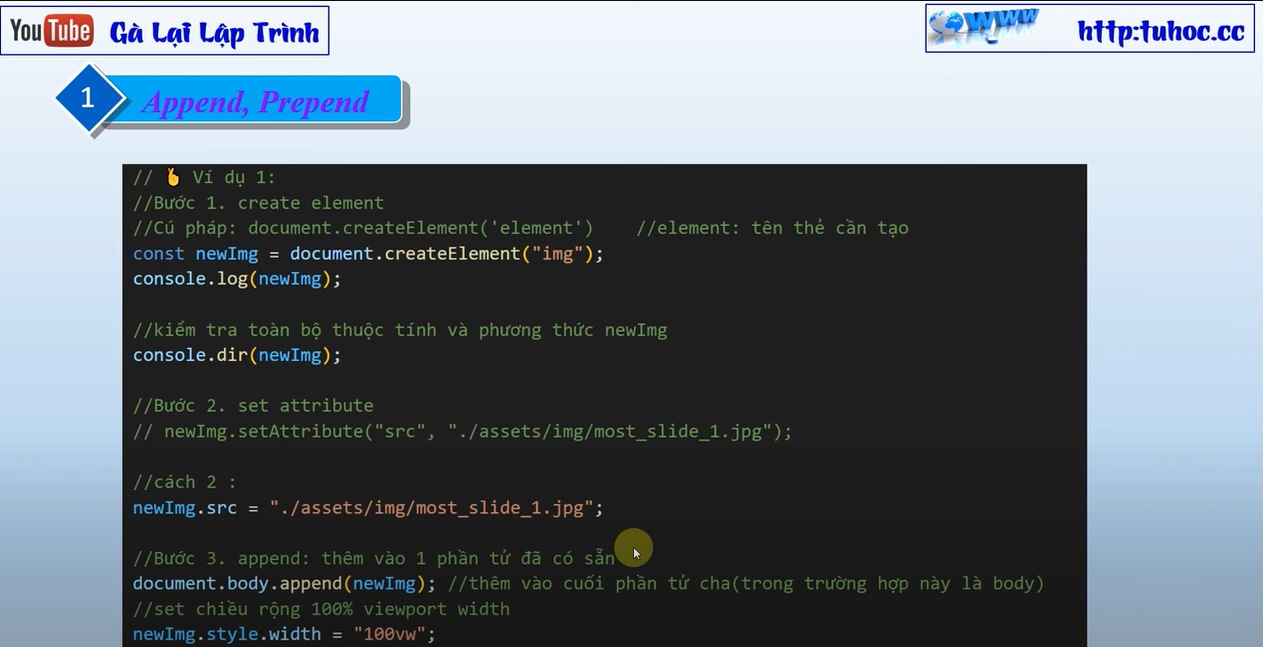 YouTube Gà Lại Lập Trình
WWW http:tuhoc.cc
1 Append, Prepend
// 🫰 Ví dụ 1:
//Bước 1. create element
//Cú pháp: document.createElement('element')    //element: tên thẻ cần tạo
const newImg = document.createElement("img");
console.log(newImg);
//kiểm tra toàn bộ thuộc tính và phương thức newImg
console.dir(newImg);
//Bước 2. set attribute
// newImg.setAttribute("src", "./assets/img/most_slide_1.jpg");
//cách 2 :
newImg.src = "./assets/img/most_slide_1.jpg";
//Bước 3. append: thêm vào 1 phần tử đã có sẵn
document.body.append(newImg); //thêm vào cuối phần tử cha(trong trường hợp này là body)
//set chiều rộng 100% viewport width
newImg.style.width = "100vw";